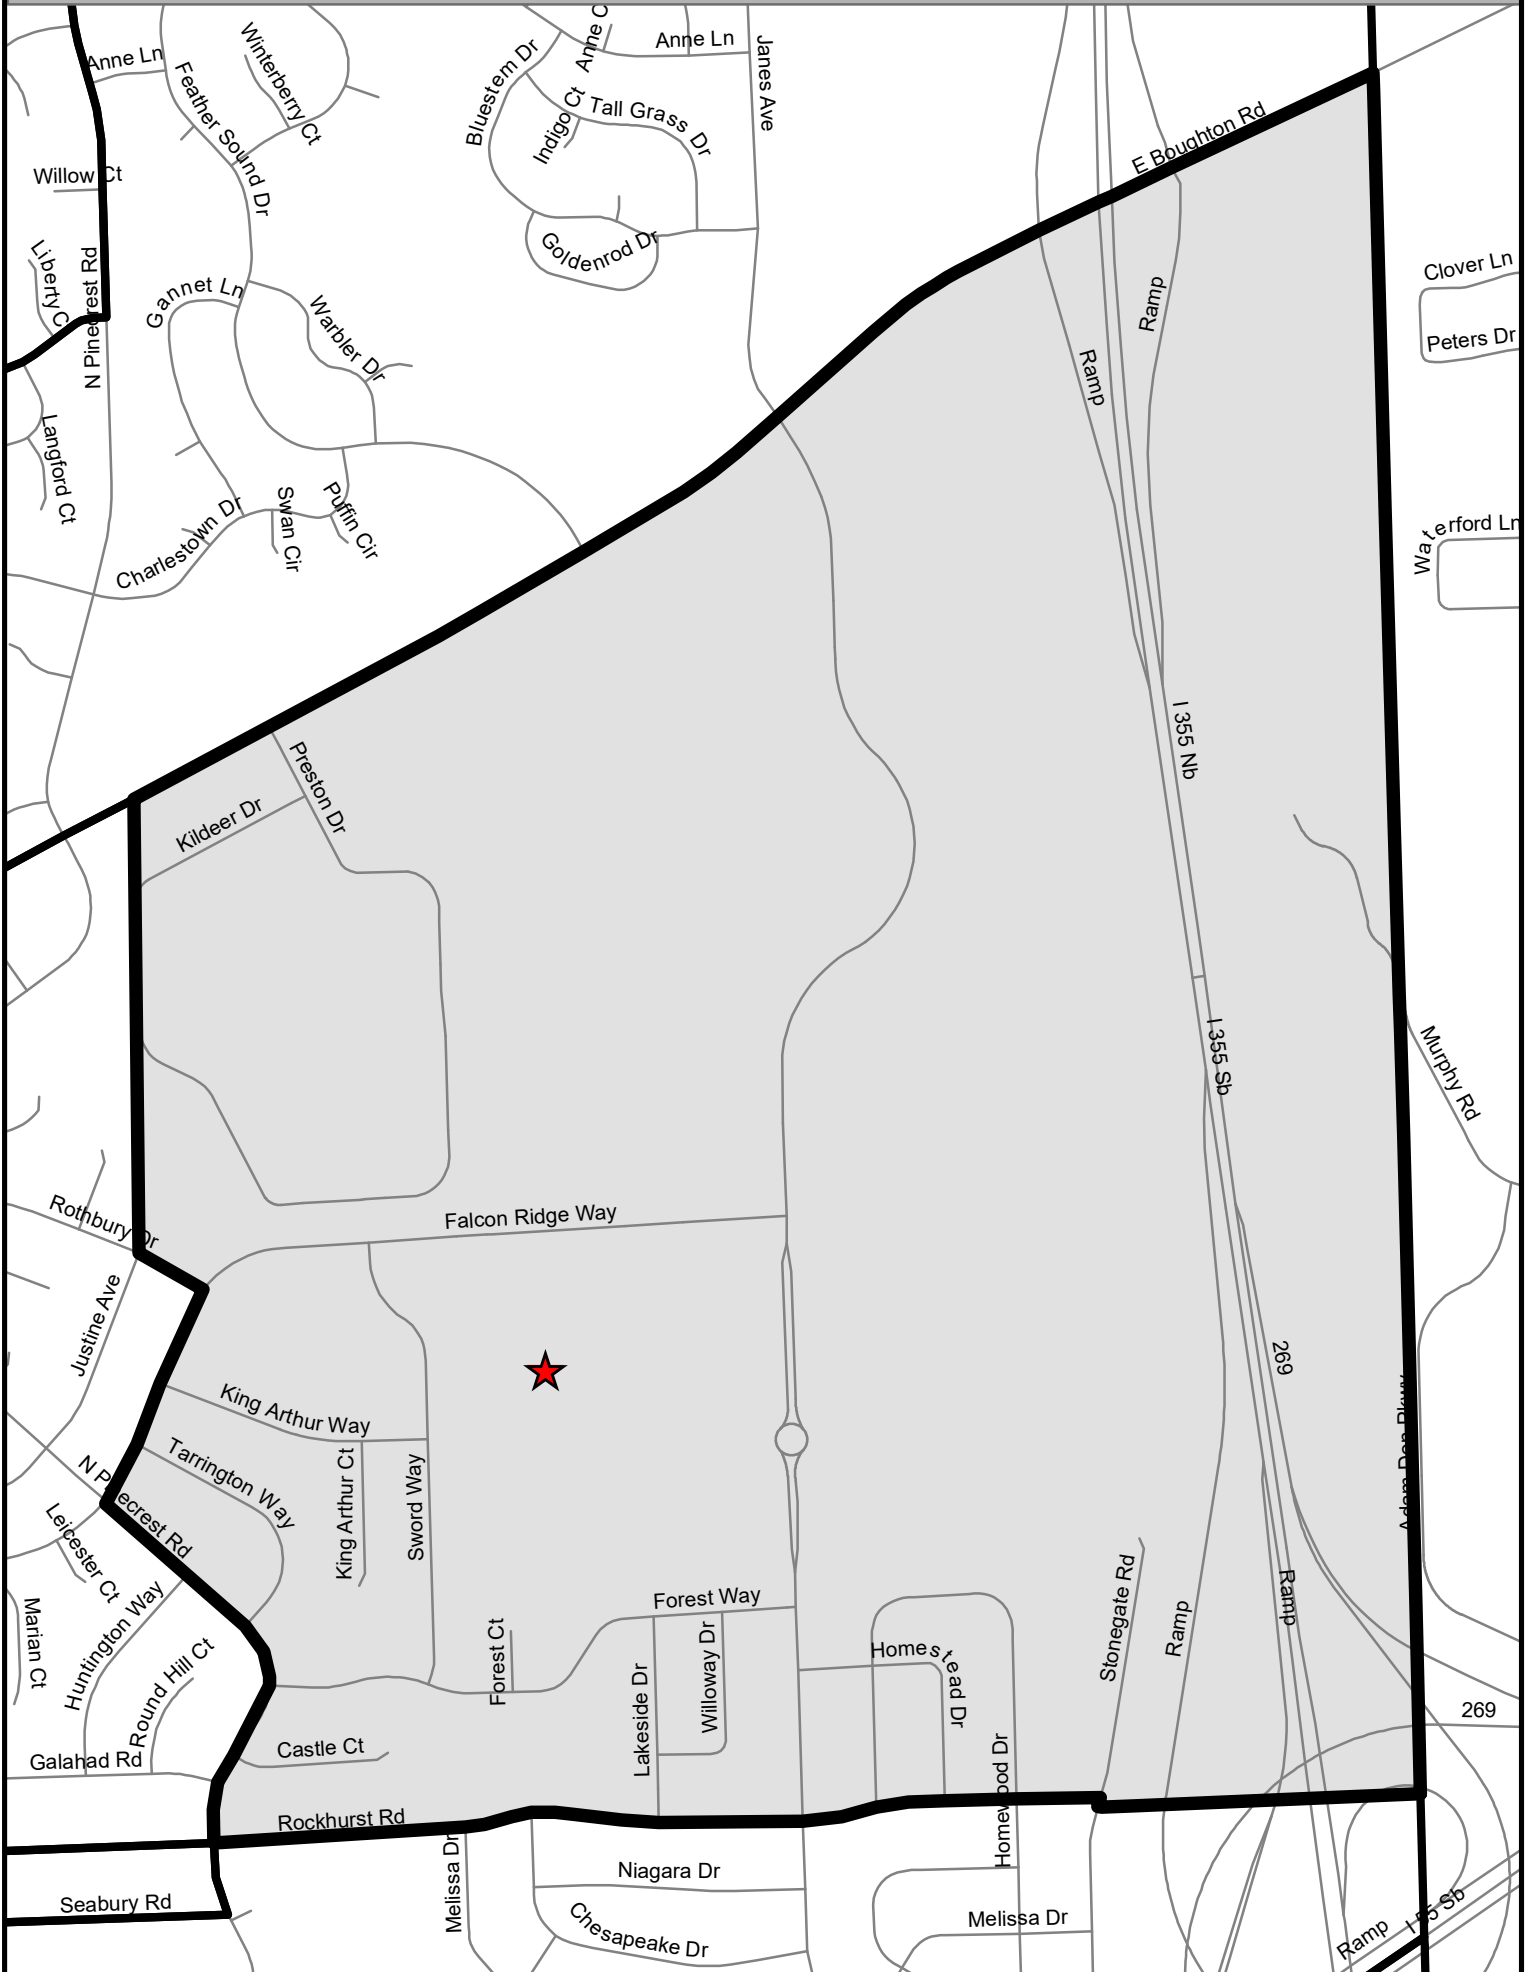 Anne Ln
Feather Sound Dr
Winterberry Ct
Bluestem Dr
Anne C
Anne Ln
Janes Ave
Indigo Ct
Tall Grass Dr
E Boughton Rd
Willow Ct
Liberty C
N Pinecrest Rd
Goldenrod Dr
Gannet Ln
Warbler Dr
Ramp
Ramp
Clover Ln
Peters Dr
Langford Ct
Charlestown Dr
Swan Cir
Puffin Cir
Waterford Ln
I 355 Nb
Preston Dr
Kildeer Dr
I 355 Sb
Murphy Rd
Rothbury Dr
Falcon Ridge Way
Justine Ave
269
King Arthur Way
Adam Don Pkwy
Tarrington Way
King Arthur Ct
Sword Way
N Pinecrest Rd
Leicester Ct
Huntington Way
Marian Ct
Round Hill Ct
Forest Way
Forest Ct
Lakeside Dr
Willoway Dr
Homestead Dr
Stonegate Rd
Ramp
Ramp
269
Galahad Rd
Castle Ct
Homewood Dr
Rockhurst Rd
Melissa Dr
Niagara Dr
Seabury Rd
Chesapeake Dr
Melissa Dr
Ramp
I 55 Sb